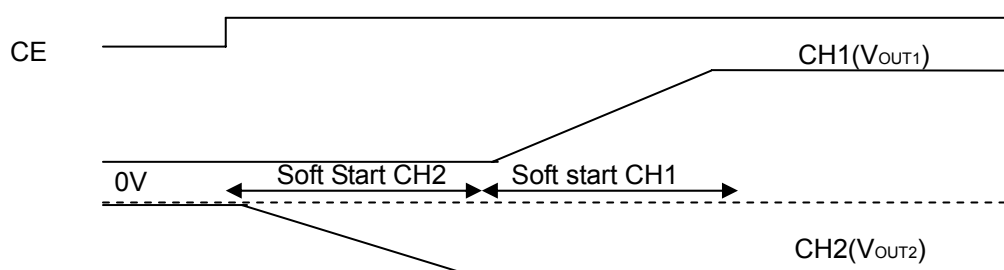 CE
CH1(VOUT1)
0V
Soft Start CH2
Soft start CH1
CH2(VOUT2)